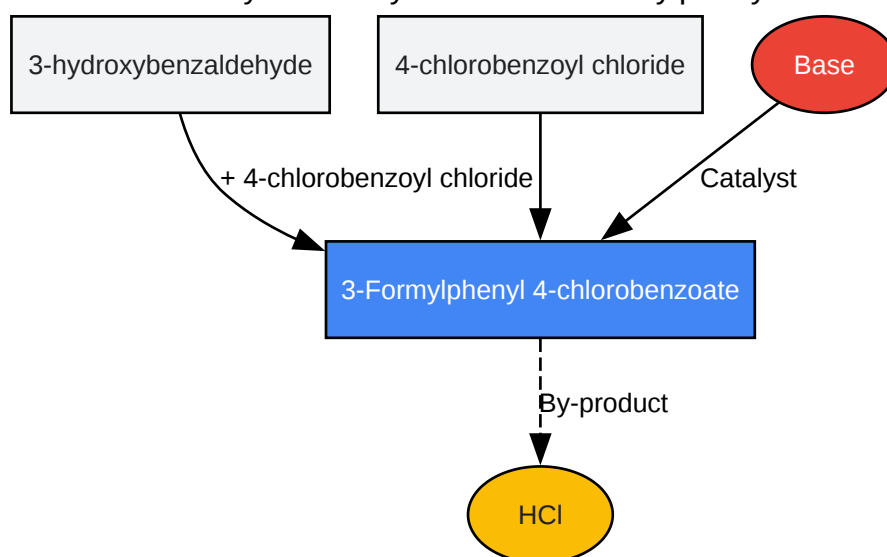 3-hydroxybenzaldehyde
4-chlorobenzoyl chloride
Base
+ 4-chlorobenzoyl chloride
Catalyst
3-Formylphenyl 4-chlorobenzoate
By-product
HCl